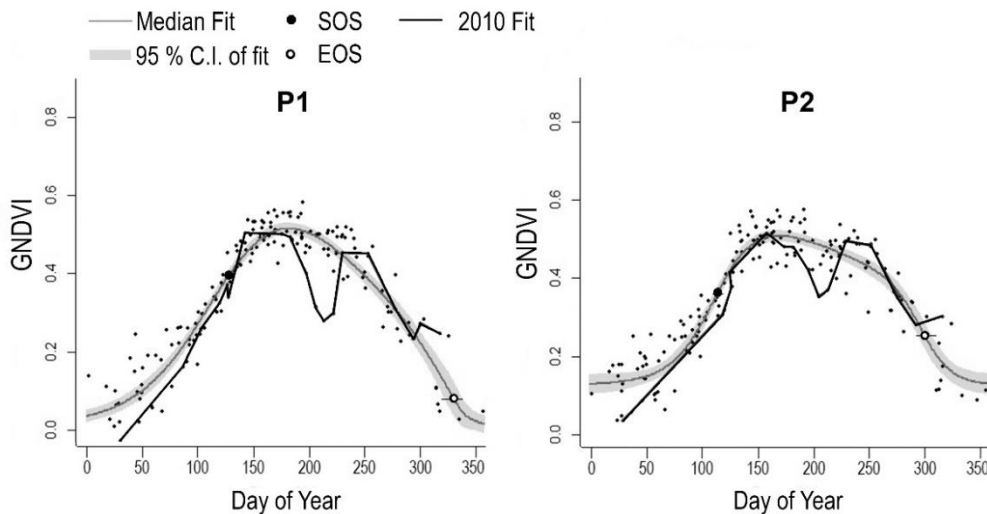 Median Fit SOS 2010 Fit
95 % C.I. of fit EOS
P1
GNDVI
0.8
0.6
0.4
0.2
0.0
0 50 100 150 200 250 300 350
Day of Year
P2
GNDVI
0.8
0.6
0.4
0.2
0.0
0 50 100 150 200 250 300 350
Day of Year